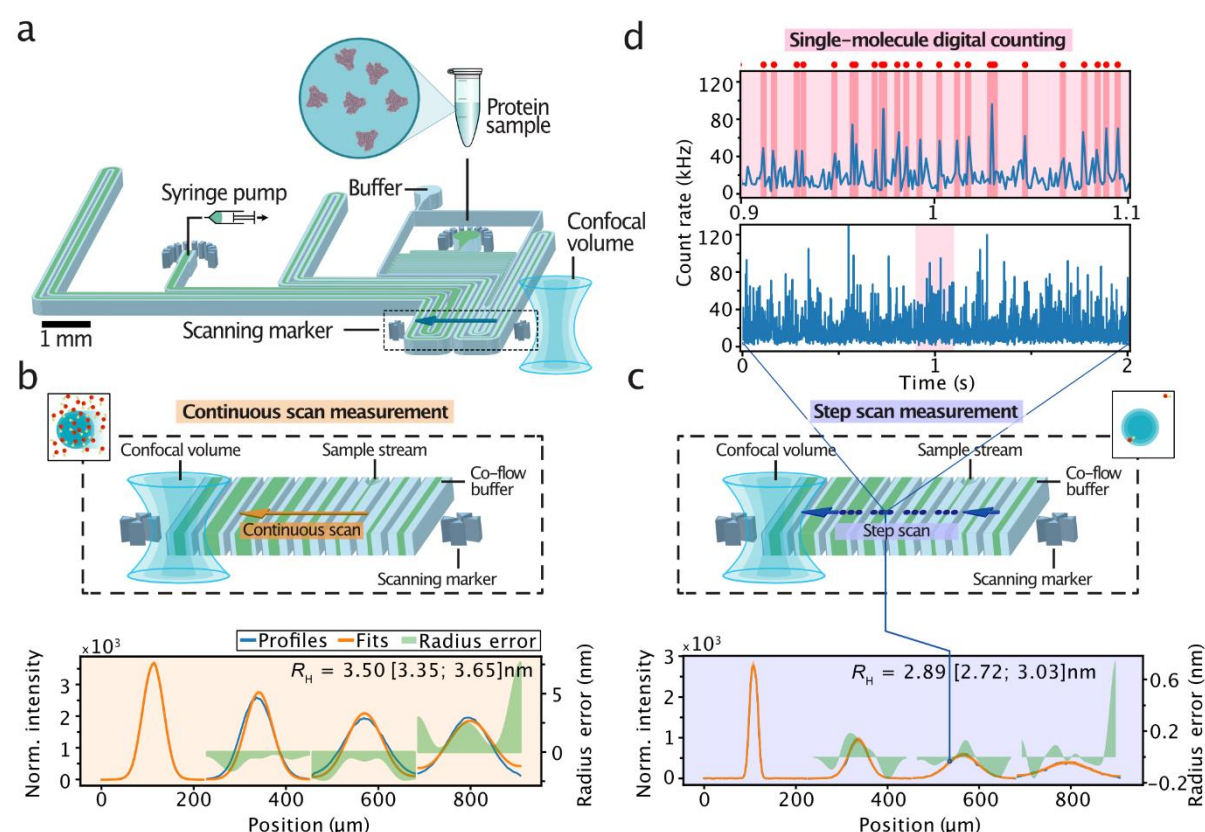 a
Protein
sample
Syringe pump
Buffer
Confocal
volume
Scanning marker
1 mm
d
Single-molecule digital counting
120
80
40
0
0.9
1
1.1
Count rate (kHz)
120
80
40
0
0
1
2
Time (s)
b
Continuous scan measurement
Confocal volume
Sample stream
Co-flow
buffer
Continuous scan
Scanning marker
Profiles
Fits
Radius error
×10³
R_H = 3.50 [3.35; 3.65]nm
Norm. intensity
3
2
1
0
5
0
Radius error (nm)
0
200
400
600
800
Position (µm)
c
Step scan measurement
Confocal volume
Sample stream
Co-flow
buffer
Step scan
Scanning marker
×10³
R_H = 2.89 [2.72; 3.03]nm
Norm. intensity
3
2
1
0
0.6
0.2
−0.2
Radius error (nm)
0
200
400
600
800
Position (µm)